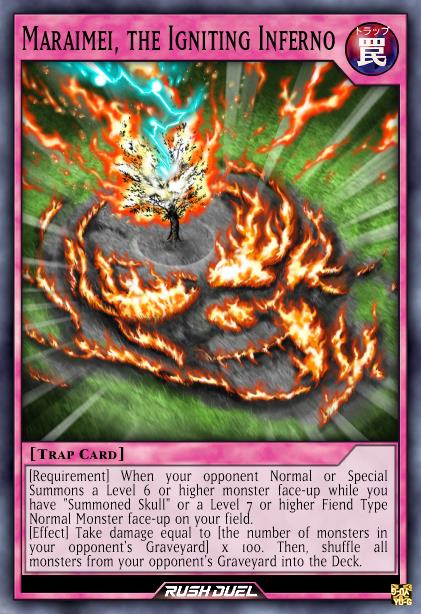 Maraimei, the Igniting Inferno
トラップ
罠
[Trap Card]
[Requirement] When your opponent Normal or Special
Summons a Level 6 or higher monster face-up while you
have "Summoned Skull" or a Level 7 or higher Fiend Type
Normal Monster face-up on your field.
[Effect] Take damage equal to [the number of monsters in
your opponent's Graveyard] x 100. Then, shuffle all
monsters from your opponent's Graveyard into the Deck.
RUSH DUEL